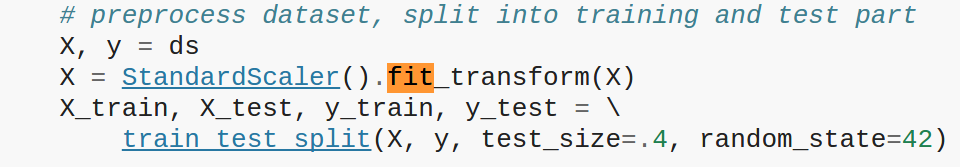 # preprocess dataset, split into training and test part
X, y = ds
X = StandardScaler().fit_transform(X)
X_train, X_test, y_train, y_test = \
train_test_split(X, y, test_size=.4, random_state=42)